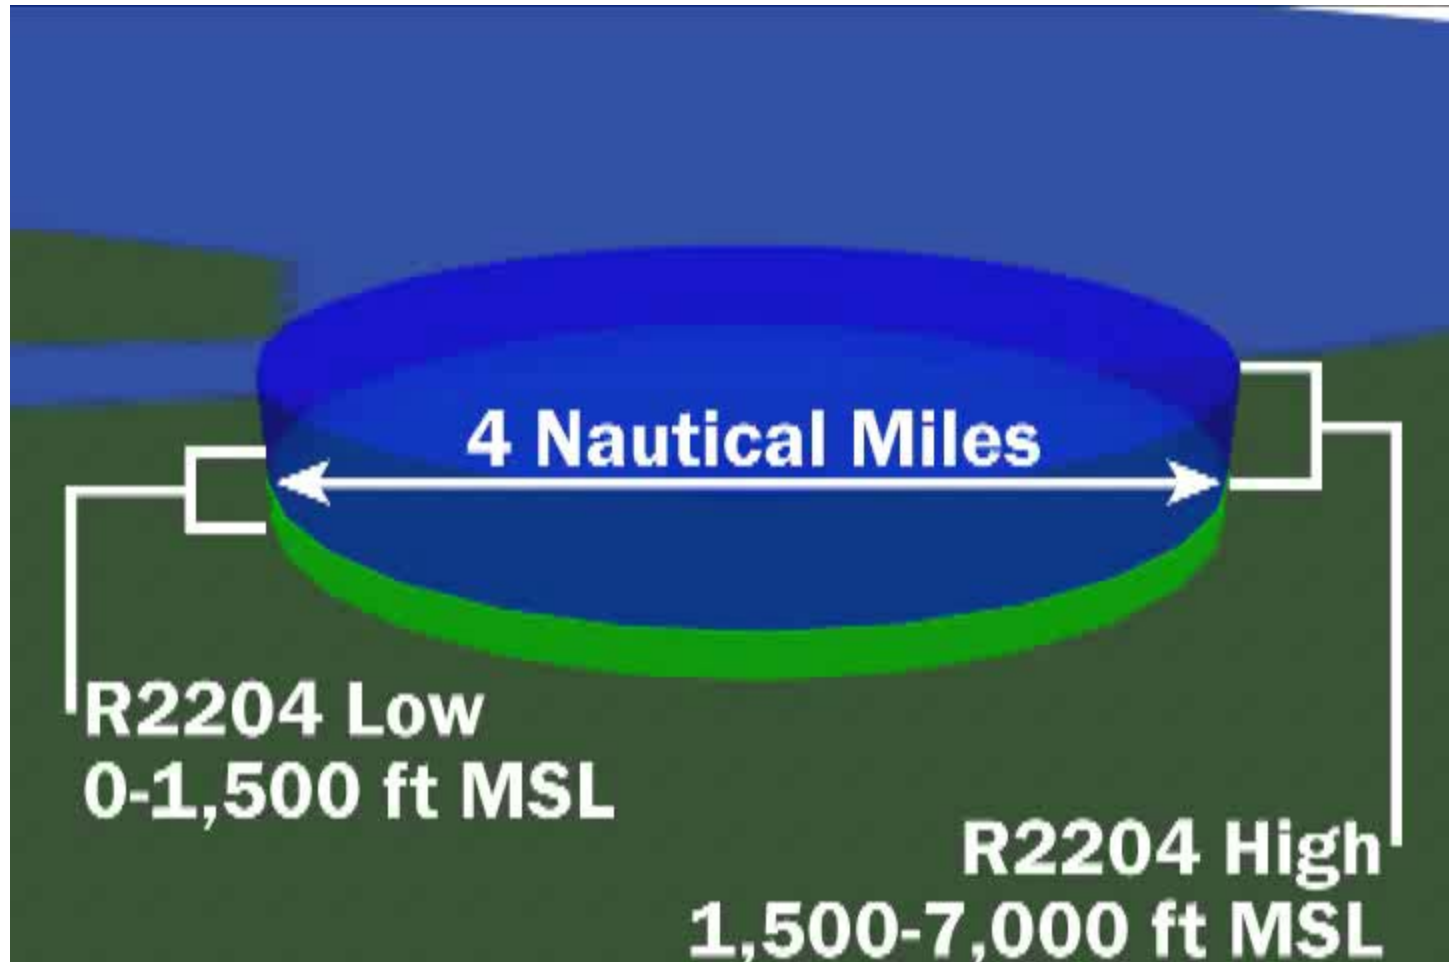 4 Nautical Miles
R2204 Low
0-1,500 ft MSL
R2204 High
1,500-7,000 ft MSL